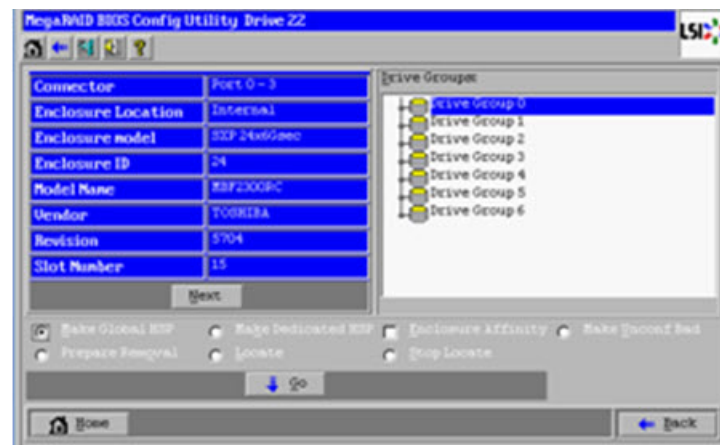 MegaRAID BIOS Config Utility Drive 22
LSI
Connector Port 0 - 3
Enclosure Location Internal
Enclosure model SXP 24x6Gsec
Enclosure ID 24
Model Name MBF2300RC
Vendor TOSHIBA
Revision 5704
Slot Number 15
Next
Drive Groups
Drive Group 0
Drive Group 1
Drive Group 2
Drive Group 3
Drive Group 4
Drive Group 5
Drive Group 6
Make Global HSP Make Dedicated HSP Enclosure Affinity Make Unconf Bad
Prepare Removal Locate Stop Locate
Go
Home Back